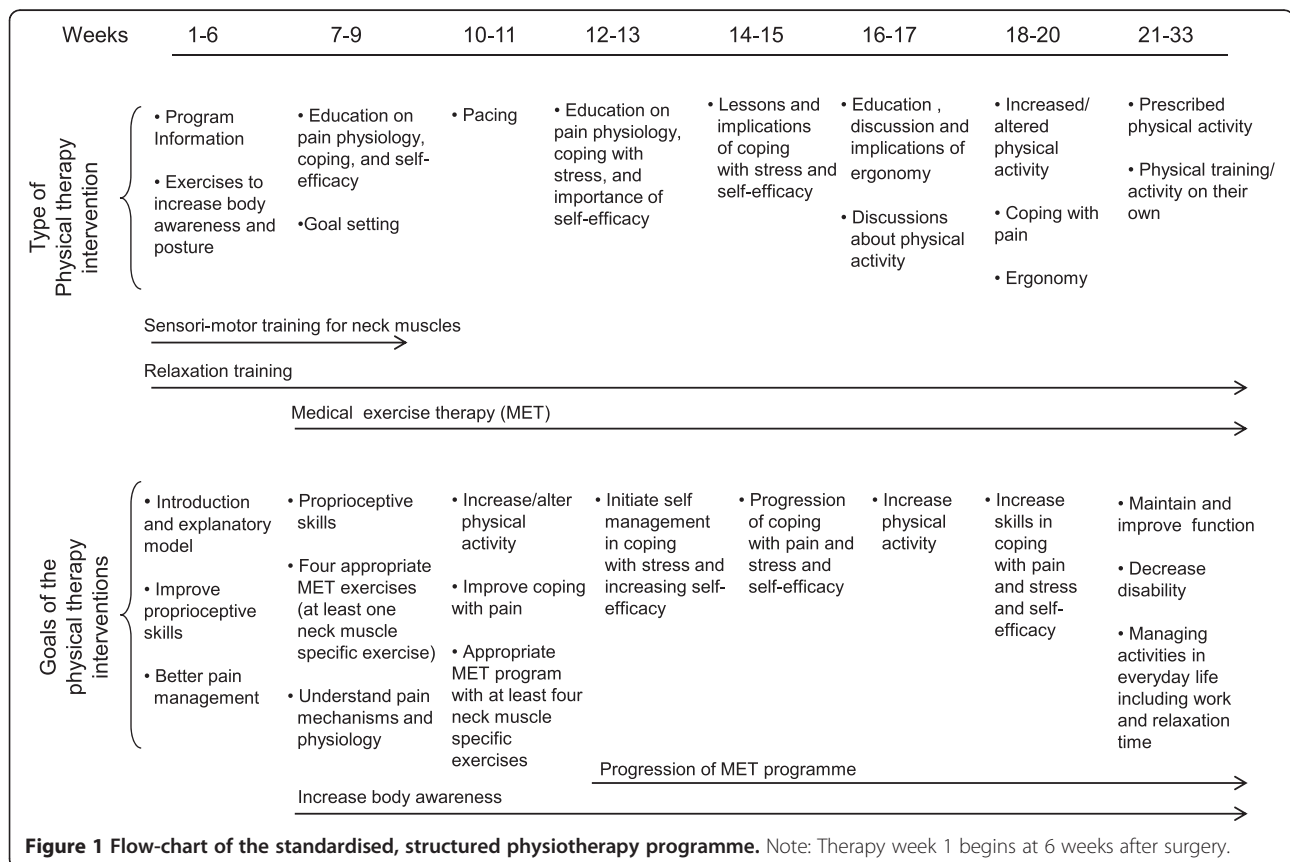 Weeks 1-6 7-9 10-11 12-13 14-15 16-17 18-20 21-33
Type of
Physical therapy
intervention
• Program
Information
• Exercises to
increase body
awareness and
posture
• Education on
pain physiology,
coping, and self-
efficacy
•Goal setting
• Pacing
• Education on
pain physiology,
coping with
stress, and
importance of
self-efficacy
• Lessons and
implications
of coping
with stress and
self-efficacy
• Education ,
discussion and
implications of
ergonomy
• Discussions
about physical
activity
• Increased/
altered
physical
activity
• Coping with
pain
• Ergonomy
• Prescribed
physical activity
• Physical training/
activity on their
own
Sensori-motor training for neck muscles
Relaxation training
Medical exercise therapy (MET)
Goals of the
physical therapy
interventions
• Introduction
and explanatory
model
• Improve
proprioceptive
skills
• Better pain
management
• Proprioceptive
skills
• Four appropriate
MET exercises
(at least one
neck muscle
specific exercise)
• Understand pain
mechanisms and
physiology
• Increase/alter
physical
activity
• Improve coping
with pain
• Appropriate
MET program
with at least four
neck muscle
specific
exercises
• Initiate self
management
in coping
with stress and
increasing self-
efficacy
• Progression
of coping
with pain and
stress and
self-efficacy
• Increase
physical
activity
• Increase
skills in
coping
with pain
and stress
and self-
efficacy
• Maintain and
improve function
• Decrease
disability
• Managing
activities in
everyday life
including work
and relaxation
time
Progression of MET programme
Increase body awareness
Figure 1 Flow-chart of the standardised, structured physiotherapy programme. Note: Therapy week 1 begins at 6 weeks after surgery.